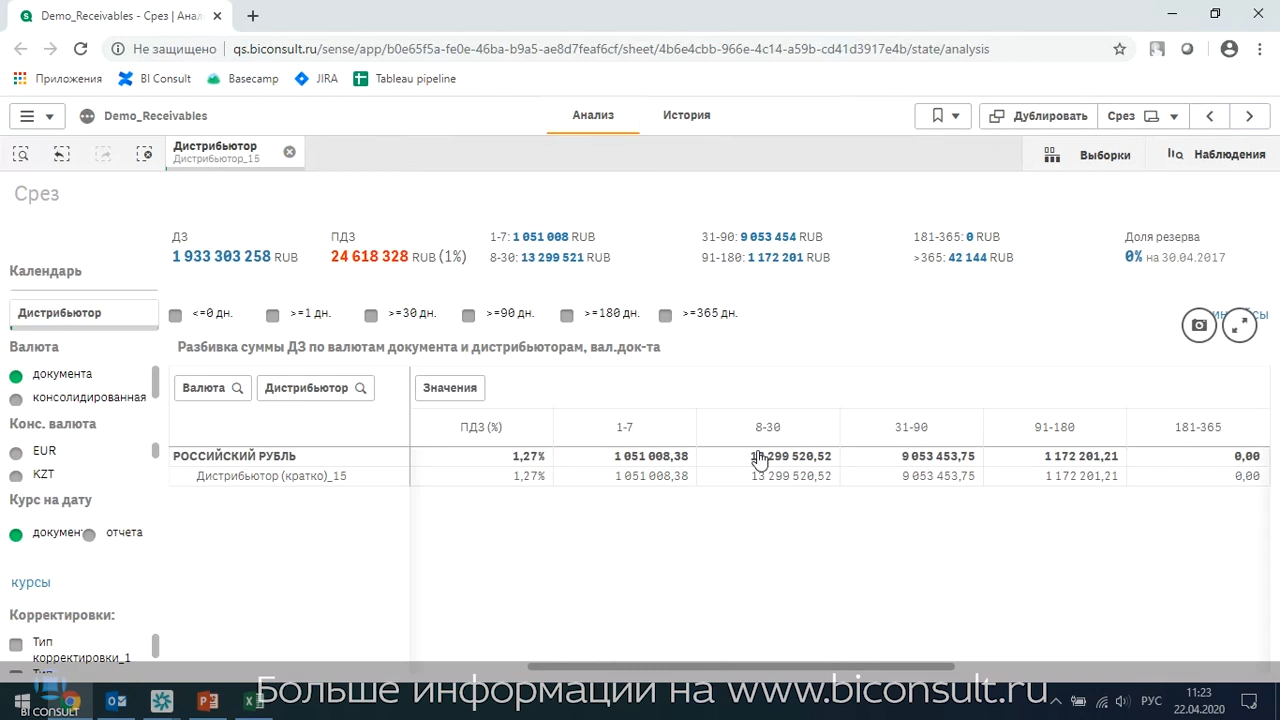 Demo_Receivables - Срез | Анал
Не защищено
qs.biconsult.ru/sense/app/b0e65f5a-fe0e-46ba-b9a5-ae8d7feaf6cf/sheet/4b6e4cbb-966e-4c14-a59b-cd41d3917e4b/state/analysis
Приложения
BI Consult
Basecamp
JIRA
Tableau pipeline
Demo_Receivables
Анализ
История
Дублировать
Срез
Дистрибьютор
Дистрибьютор_15
Выборки
Наблюдения
Срез
ДЗ
1 933 303 258 RUB
ПДЗ
24 618 328 RUB (1%)
1-7: 1 051 008 RUB
8-30: 13 299 521 RUB
31-90: 9 053 454 RUB
91-180: 1 172 201 RUB
181-365: 0 RUB
>365: 42 144 RUB
Доля резерва
0% на 30.04.2017
Календарь
Дистрибьютор
<=0 дн.
>=1 дн.
>=30 дн.
>=90 дн.
>=180 дн.
>=365 дн.
Валюта
документа
консолидированная
Конс. валюта
EUR
KZT
Курс на дату
докумен
отчета
курсы
Корректировки:
Тип
корректировки_1
Разбивка суммы ДЗ по валютам документа и дистрибьюторам, вал.док-та
Валюта
Дистрибьютор
Значения
ПДЗ (%)
1-7
8-30
31-90
91-180
181-365
РОССИЙСКИЙ РУБЛЬ
1,27%
1 051 008,38
13 299 520,52
9 053 453,75
1 172 201,21
0,00
Дистрибьютор (кратко)_15
1,27%
1 051 008,38
13 299 520,52
9 053 453,75
1 172 201,21
0,00
Больше информации на www.biconsult.ru
BI CONSULT
РУС
11:23
22.04.2020